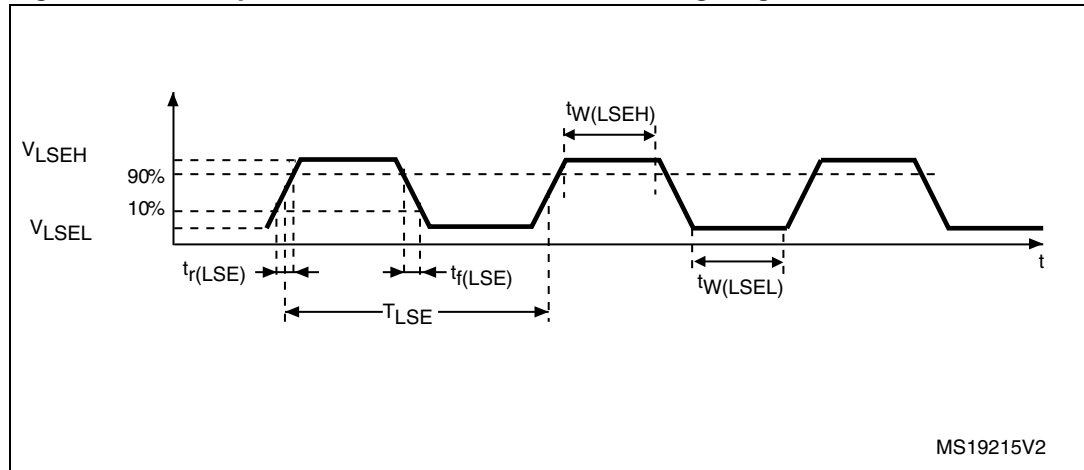 VLSEH
90%
10%
VLSEL
tr(LSE)
tf(LSE)
TLSE
tW(LSEH)
tW(LSEL)
t
MS19215V2